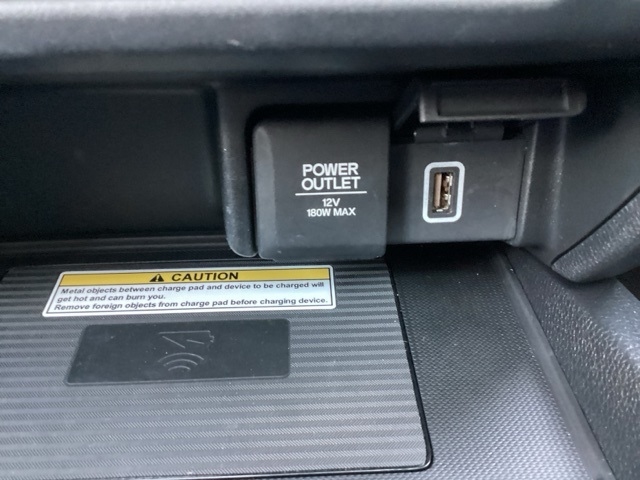 POWER
OUTLET
12V
180W MAX
CAUTION
Metal objects between charge pad and device to be charged will
get hot and can burn you.
Remove foreign objects from charge pad before charging device.